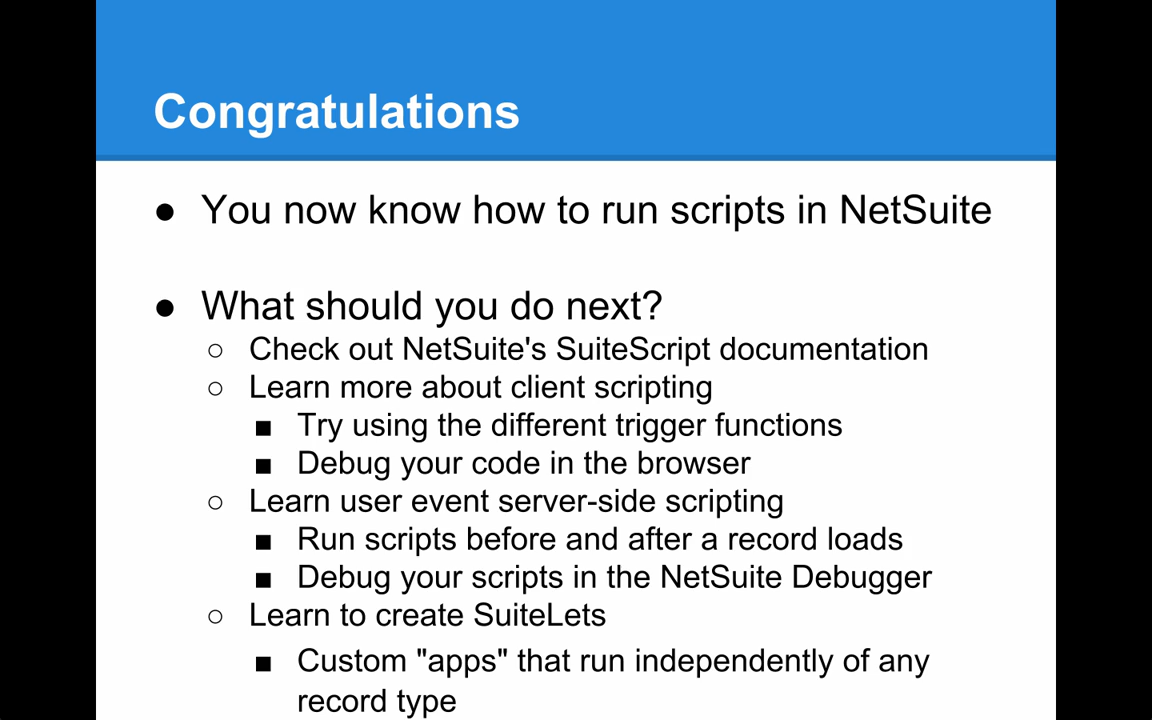 Congratulations
● You now know how to run scripts in NetSuite
● What should you do next?
○ Check out NetSuite's SuiteScript documentation
○ Learn more about client scripting
■ Try using the different trigger functions
■ Debug your code in the browser
○ Learn user event server-side scripting
■ Run scripts before and after a record loads
■ Debug your scripts in the NetSuite Debugger
○ Learn to create SuiteLets
■ Custom "apps" that run independently of any
record type